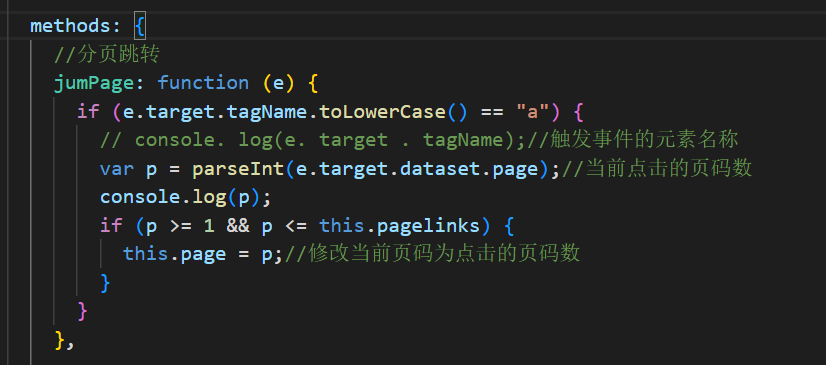 methods: {
//分页跳转
jumPage: function (e) {
if (e.target.tagName.toLowerCase() == "a") {
// console. log(e. target . tagName);//触发事件的元素名称
var p = parseInt(e.target.dataset.page);//当前点击的页码数
console.log(p);
if (p >= 1 && p <= this.pagelinks) {
this.page = p;//修改当前页码为点击的页码数
}
}
},